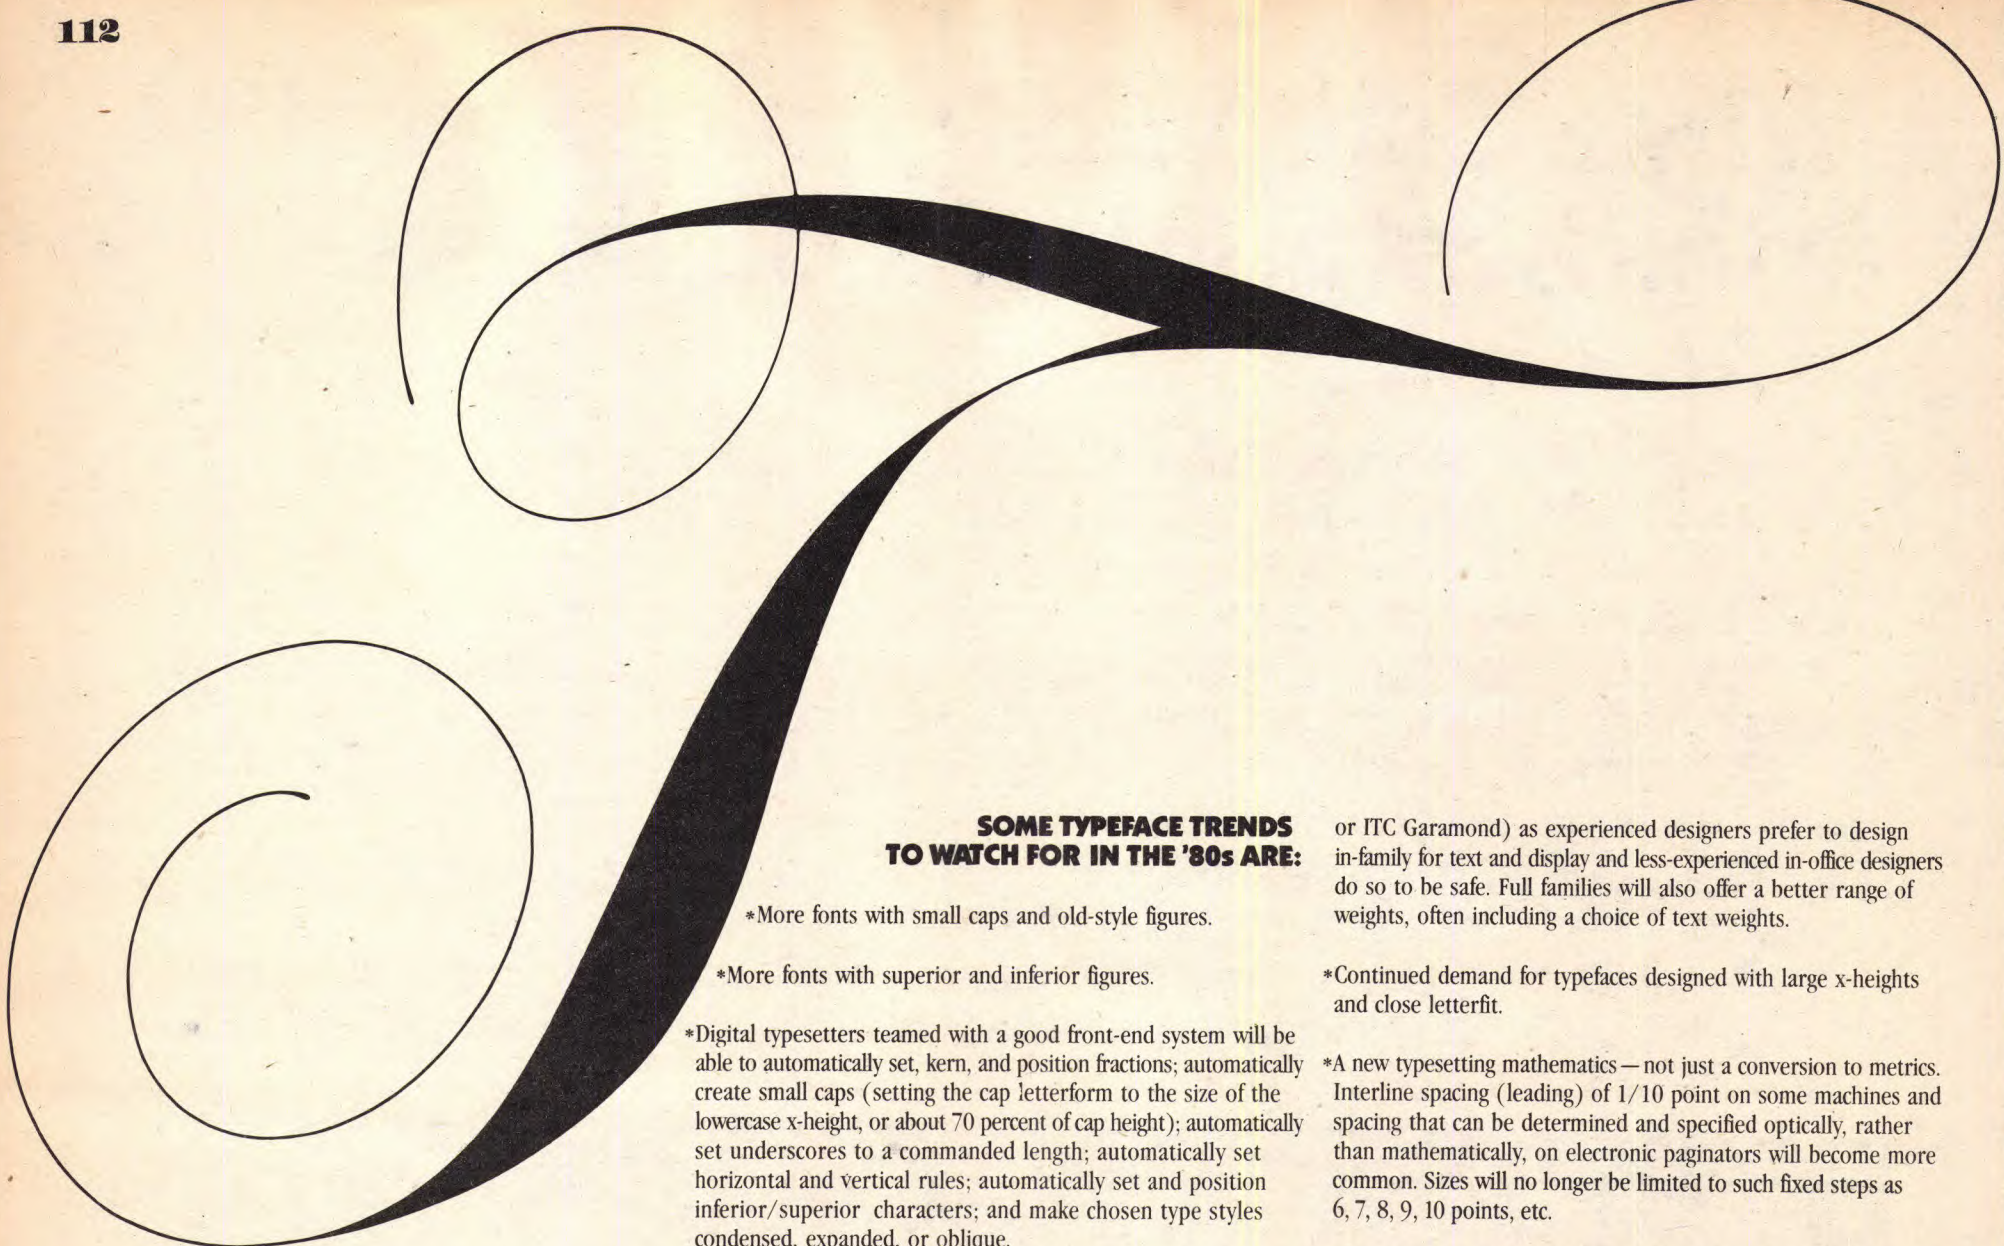 112
SOME TYPEFACE TRENDS
TO WATCH FOR IN THE '80s ARE:
*More fonts with small caps and old-style figures.
*More fonts with superior and inferior figures.
*Digital typesetters teamed with a good front-end system will be
able to automatically set, kern, and position fractions; automatically
create small caps (setting the cap letterform to the size of the
lowercase x-height, or about 70 percent of cap height); automatically
set underscores to a commanded length; automatically set
horizontal and vertical rules; automatically set and position
inferior/superior characters; and make chosen type styles
condensed, expanded, or oblique.
or ITC Garamond) as experienced designers prefer to design
in-family for text and display and less-experienced in-office designers
do so to be safe. Full families will also offer a better range of
weights, often including a choice of text weights.
*Continued demand for typefaces designed with large x-heights
and close letterfit.
*A new typesetting mathematics—not just a conversion to metrics.
Interline spacing (leading) of 1/10 point on some machines and
spacing that can be determined and specified optically, rather
than mathematically, on electronic paginators will become more
common. Sizes will no longer be limited to such fixed steps as
6, 7, 8, 9, 10 points, etc.